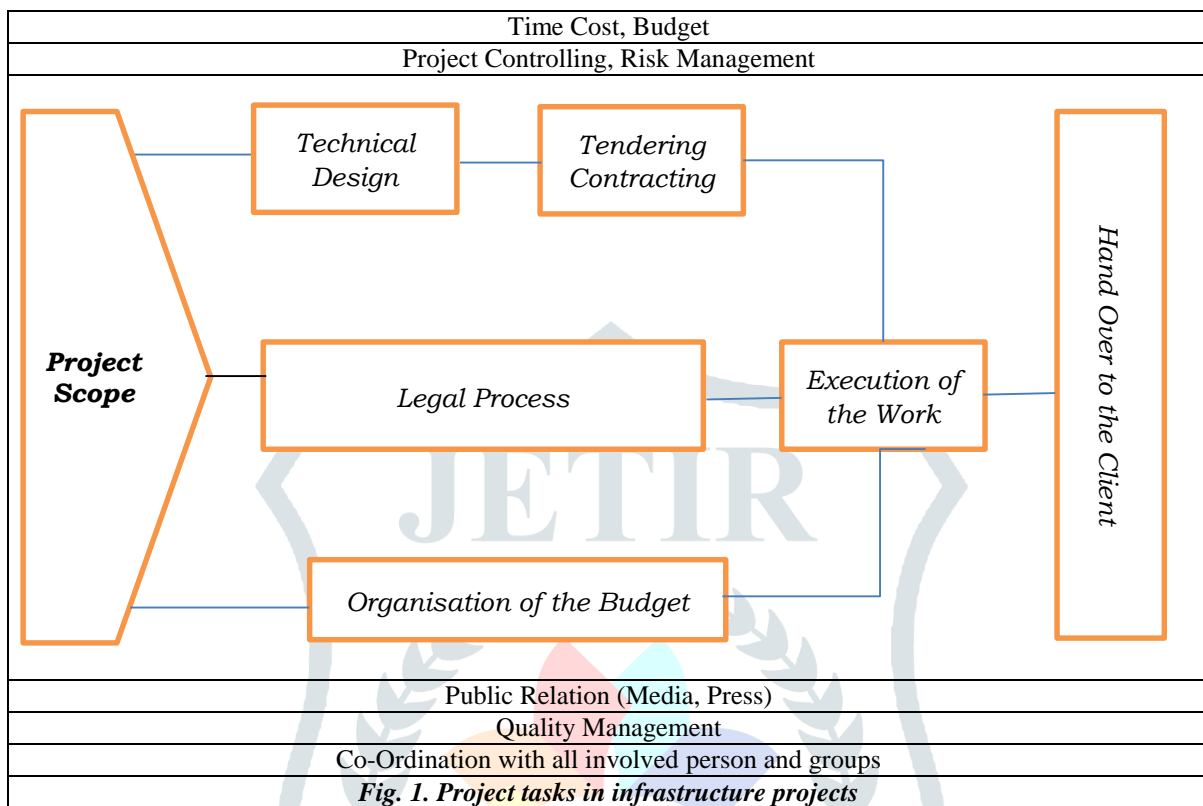 Time Cost, Budget
Project Controlling, Risk Management
Technical
Design
Tendering
Contracting
Project
Scope
Legal Process
Execution of
the Work
Hand Over to the Client
Organisation of the Budget
JETIR
Public Relation (Media, Press)
Quality Management
Co-Ordination with all involved person and groups
Fig. 1. Project tasks in infrastructure projects